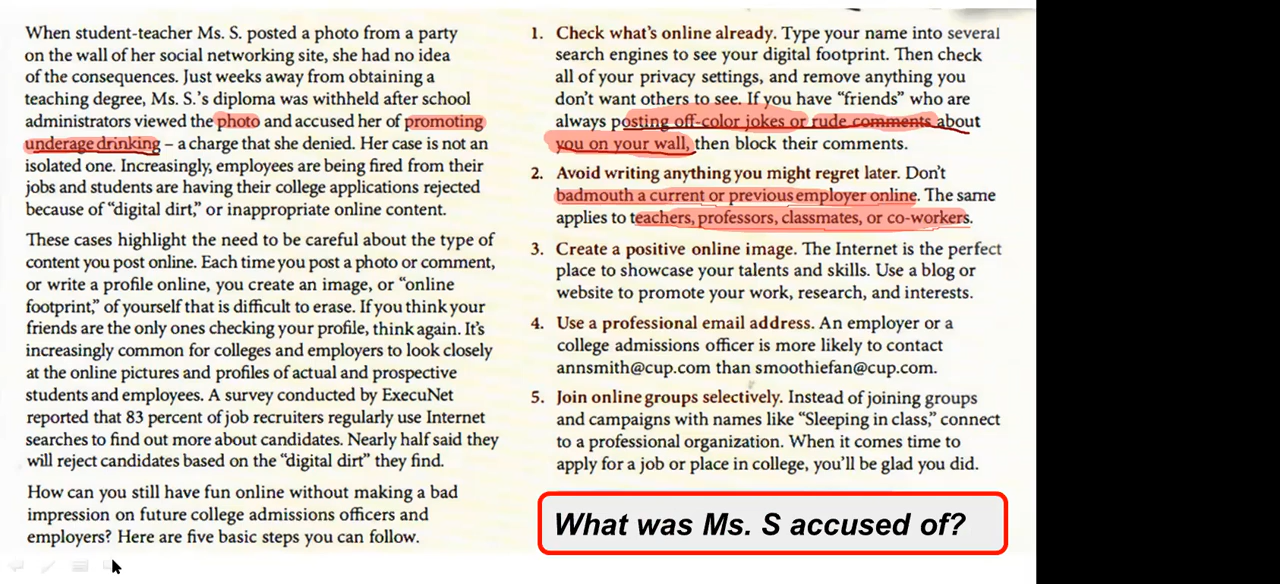 When student-teacher Ms. S. posted a photo from a party
on the wall of her social networking site, she had no idea
of the consequences. Just weeks away from obtaining a
teaching degree, Ms. S.'s diploma was withheld after school
administrators viewed the photo and accused her of promoting
underage drinking – a charge that she denied. Her case is not an
isolated one. Increasingly, employees are being fired from their
jobs and students are having their college applications rejected
because of "digital dirt," or inappropriate online content.
These cases highlight the need to be careful about the type of
content you post online. Each time you post a photo or comment,
or write a profile online, you create an image, or "online
footprint," of yourself that is difficult to erase. If you think your
friends are the only ones checking your profile, think again. It's
increasingly common for colleges and employers to look closely
at the online pictures and profiles of actual and prospective
students and employees. A survey conducted by ExecuNet
reported that 83 percent of job recruiters regularly use Internet
searches to find out more about candidates. Nearly half said they
will reject candidates based on the "digital dirt" they find.
How can you still have fun online without making a bad
impression on future college admissions officers and
employers? Here are five basic steps you can follow.
1. Check what's online already. Type your name into several
search engines to see your digital footprint. Then check
all of your privacy settings, and remove anything you
don't want others to see. If you have "friends" who are
always posting off-color jokes or rude comments about
you on your wall, then block their comments.
2. Avoid writing anything you might regret later. Don't
badmouth a current or previous employer online. The same
applies to teachers, professors, classmates, or co-workers.
3. Create a positive online image. The Internet is the perfect
place to showcase your talents and skills. Use a blog or
website to promote your work, research, and interests.
4. Use a professional email address. An employer or a
college admissions officer is more likely to contact
annsmith@cup.com than smoothiefan@cup.com.
5. Join online groups selectively. Instead of joining groups
and campaigns with names like "Sleeping in class," connect
to a professional organization. When it comes time to
apply for a job or place in college, you'll be glad you did.
What was Ms. S accused of?